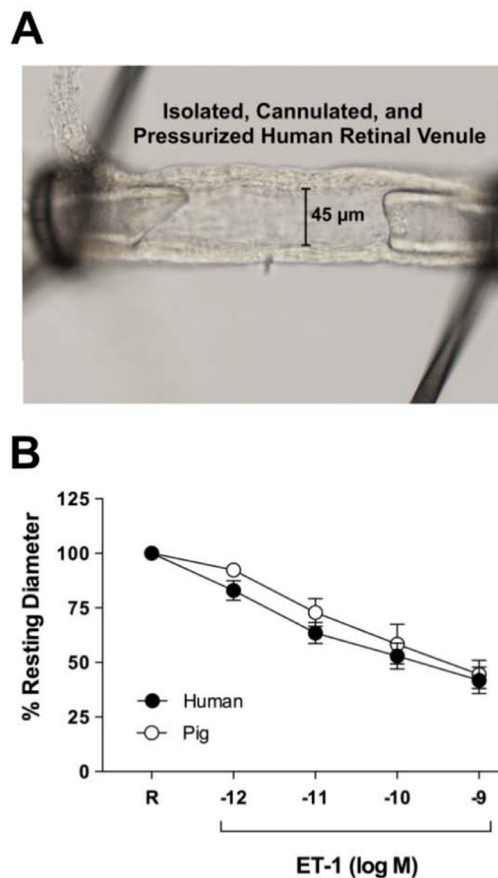 A
Isolated, Cannulated, and
Pressurized Human Retinal Venule
45 µm
B
125
100
75
50
25
0
% Resting Diameter
Human
Pig
R -12 -11 -10 -9
ET-1 (log M)